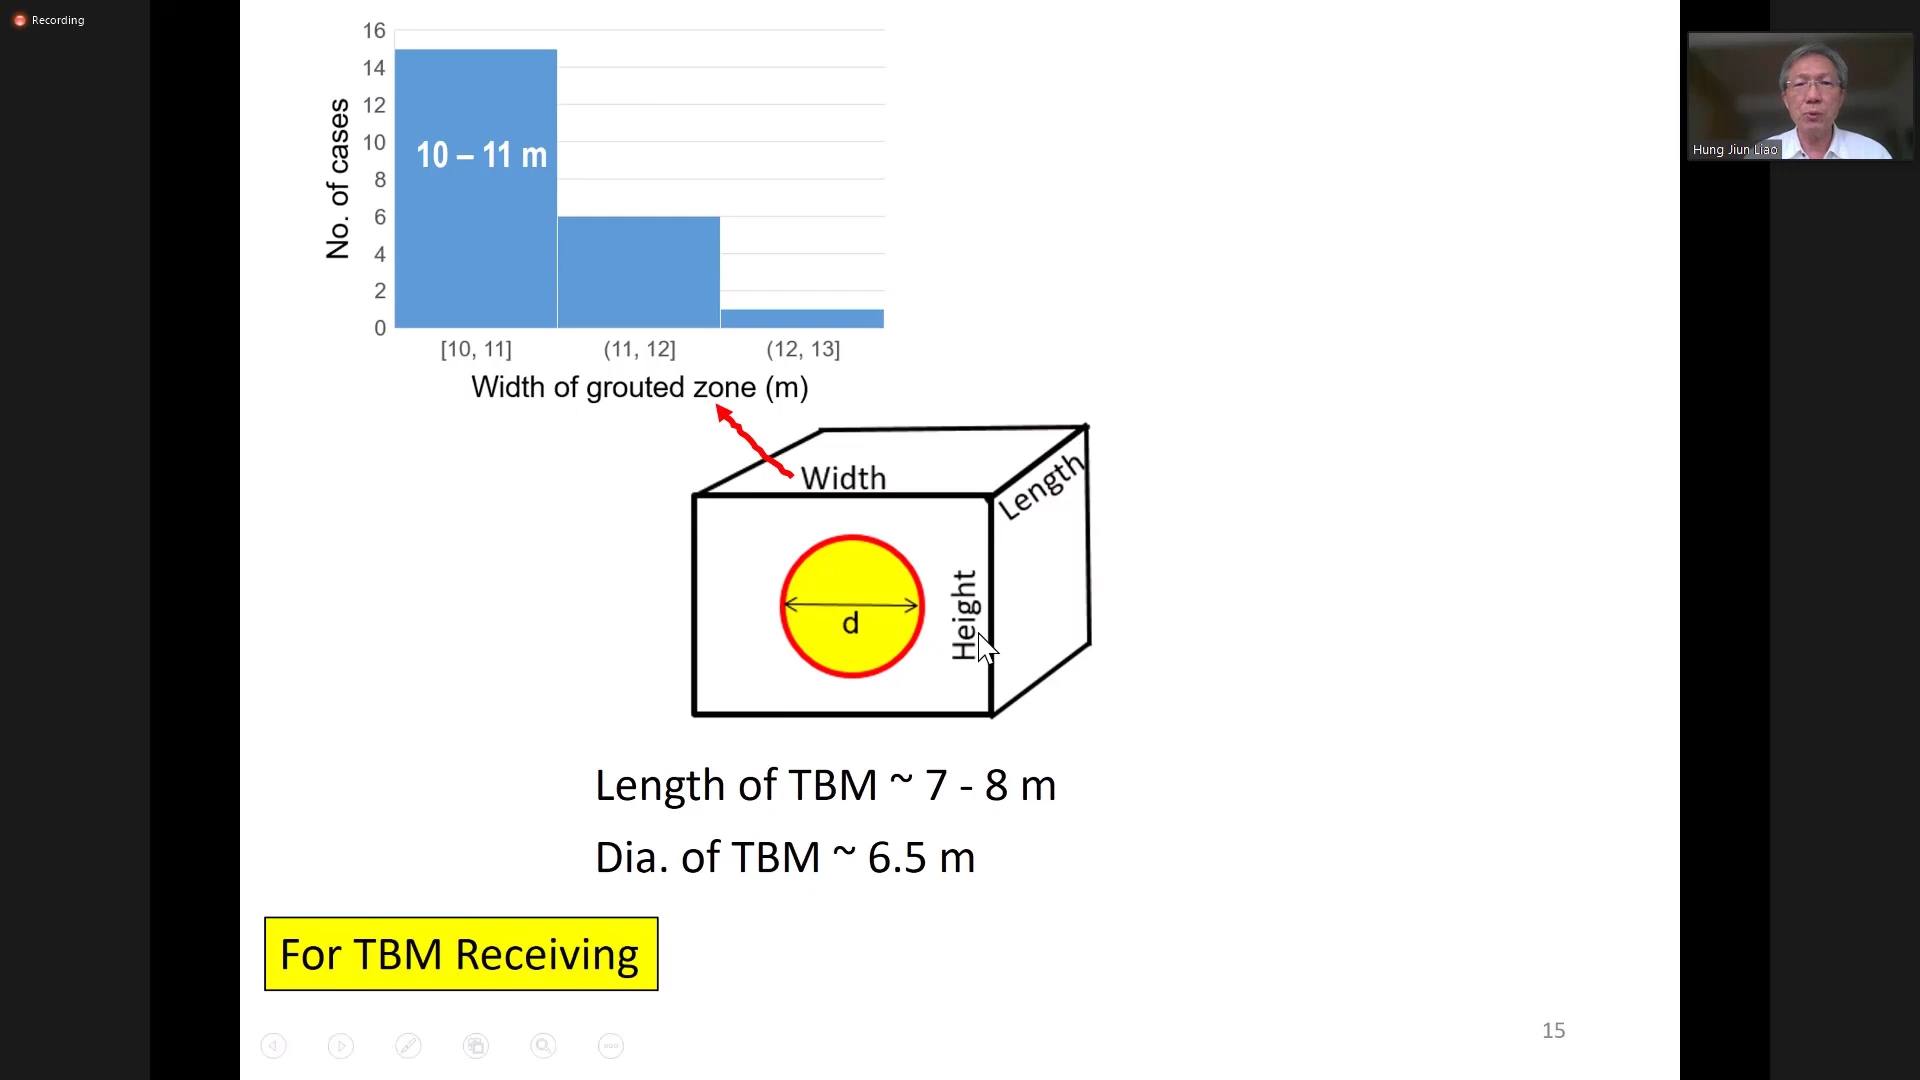 Recording
16
14
12
10
8
6
4
2
0
No. of cases
10 – 11 m
[10, 11]
(11, 12]
(12, 13]
Width of grouted zone (m)
Width
Length
Height
d
Length of TBM ~ 7 - 8 m
Dia. of TBM ~ 6.5 m
For TBM Receiving
15
Hung Jiun Liao